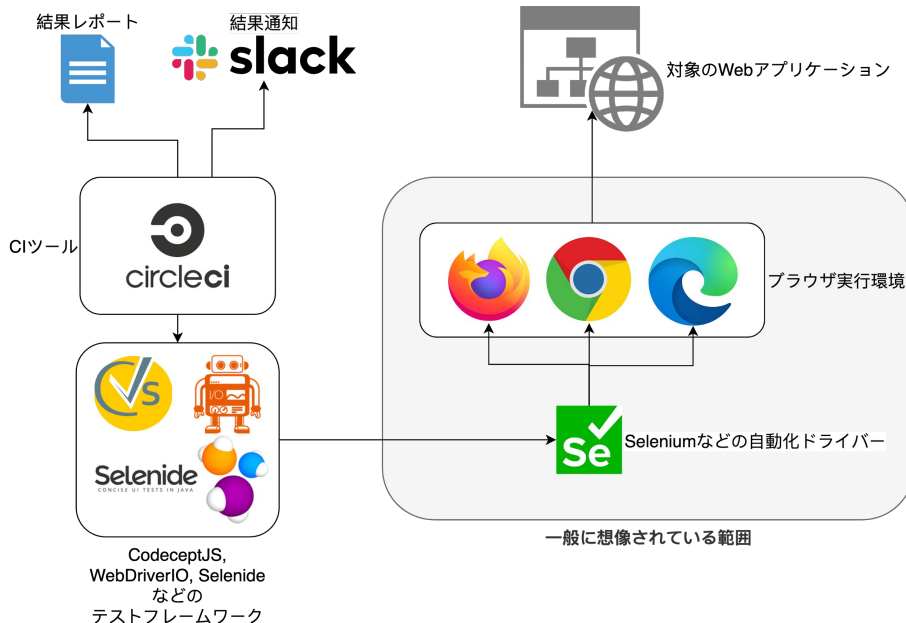 結果レポート
結果通知
slack
対象のWebアプリケーション
CIツール
circleci
ブラウザ実行環境
Vs
I/O
Selenide
CONCISE UI TESTS IN JAVA
Se
Seleniumなどの自動化ドライバー
一般に想像されている範囲
CodeceptJS,
WebDriverIO, Selenide
などの
テストフレームワーク